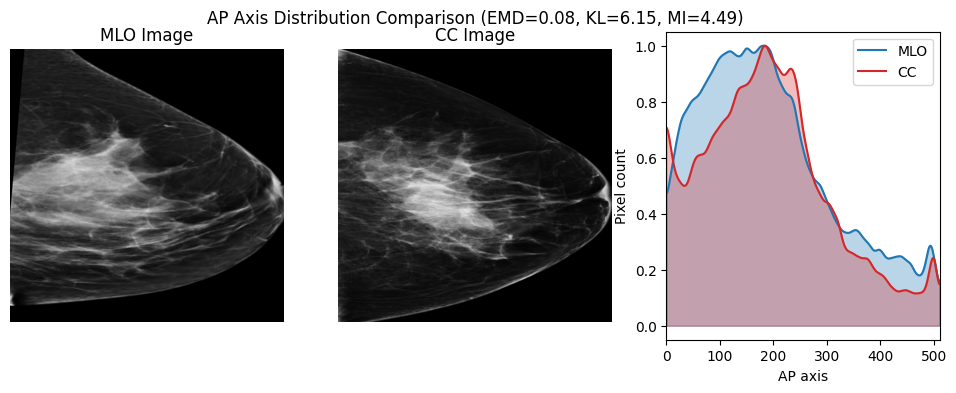 AP Axis Distribution Comparison (EMD=0.08, KL=6.15, MI=4.49)
MLO Image
CC Image
MLO
CC
Pixel count
1.0
0.8
0.6
0.4
0.2
0.0
0 100 200 300 400 500
AP axis